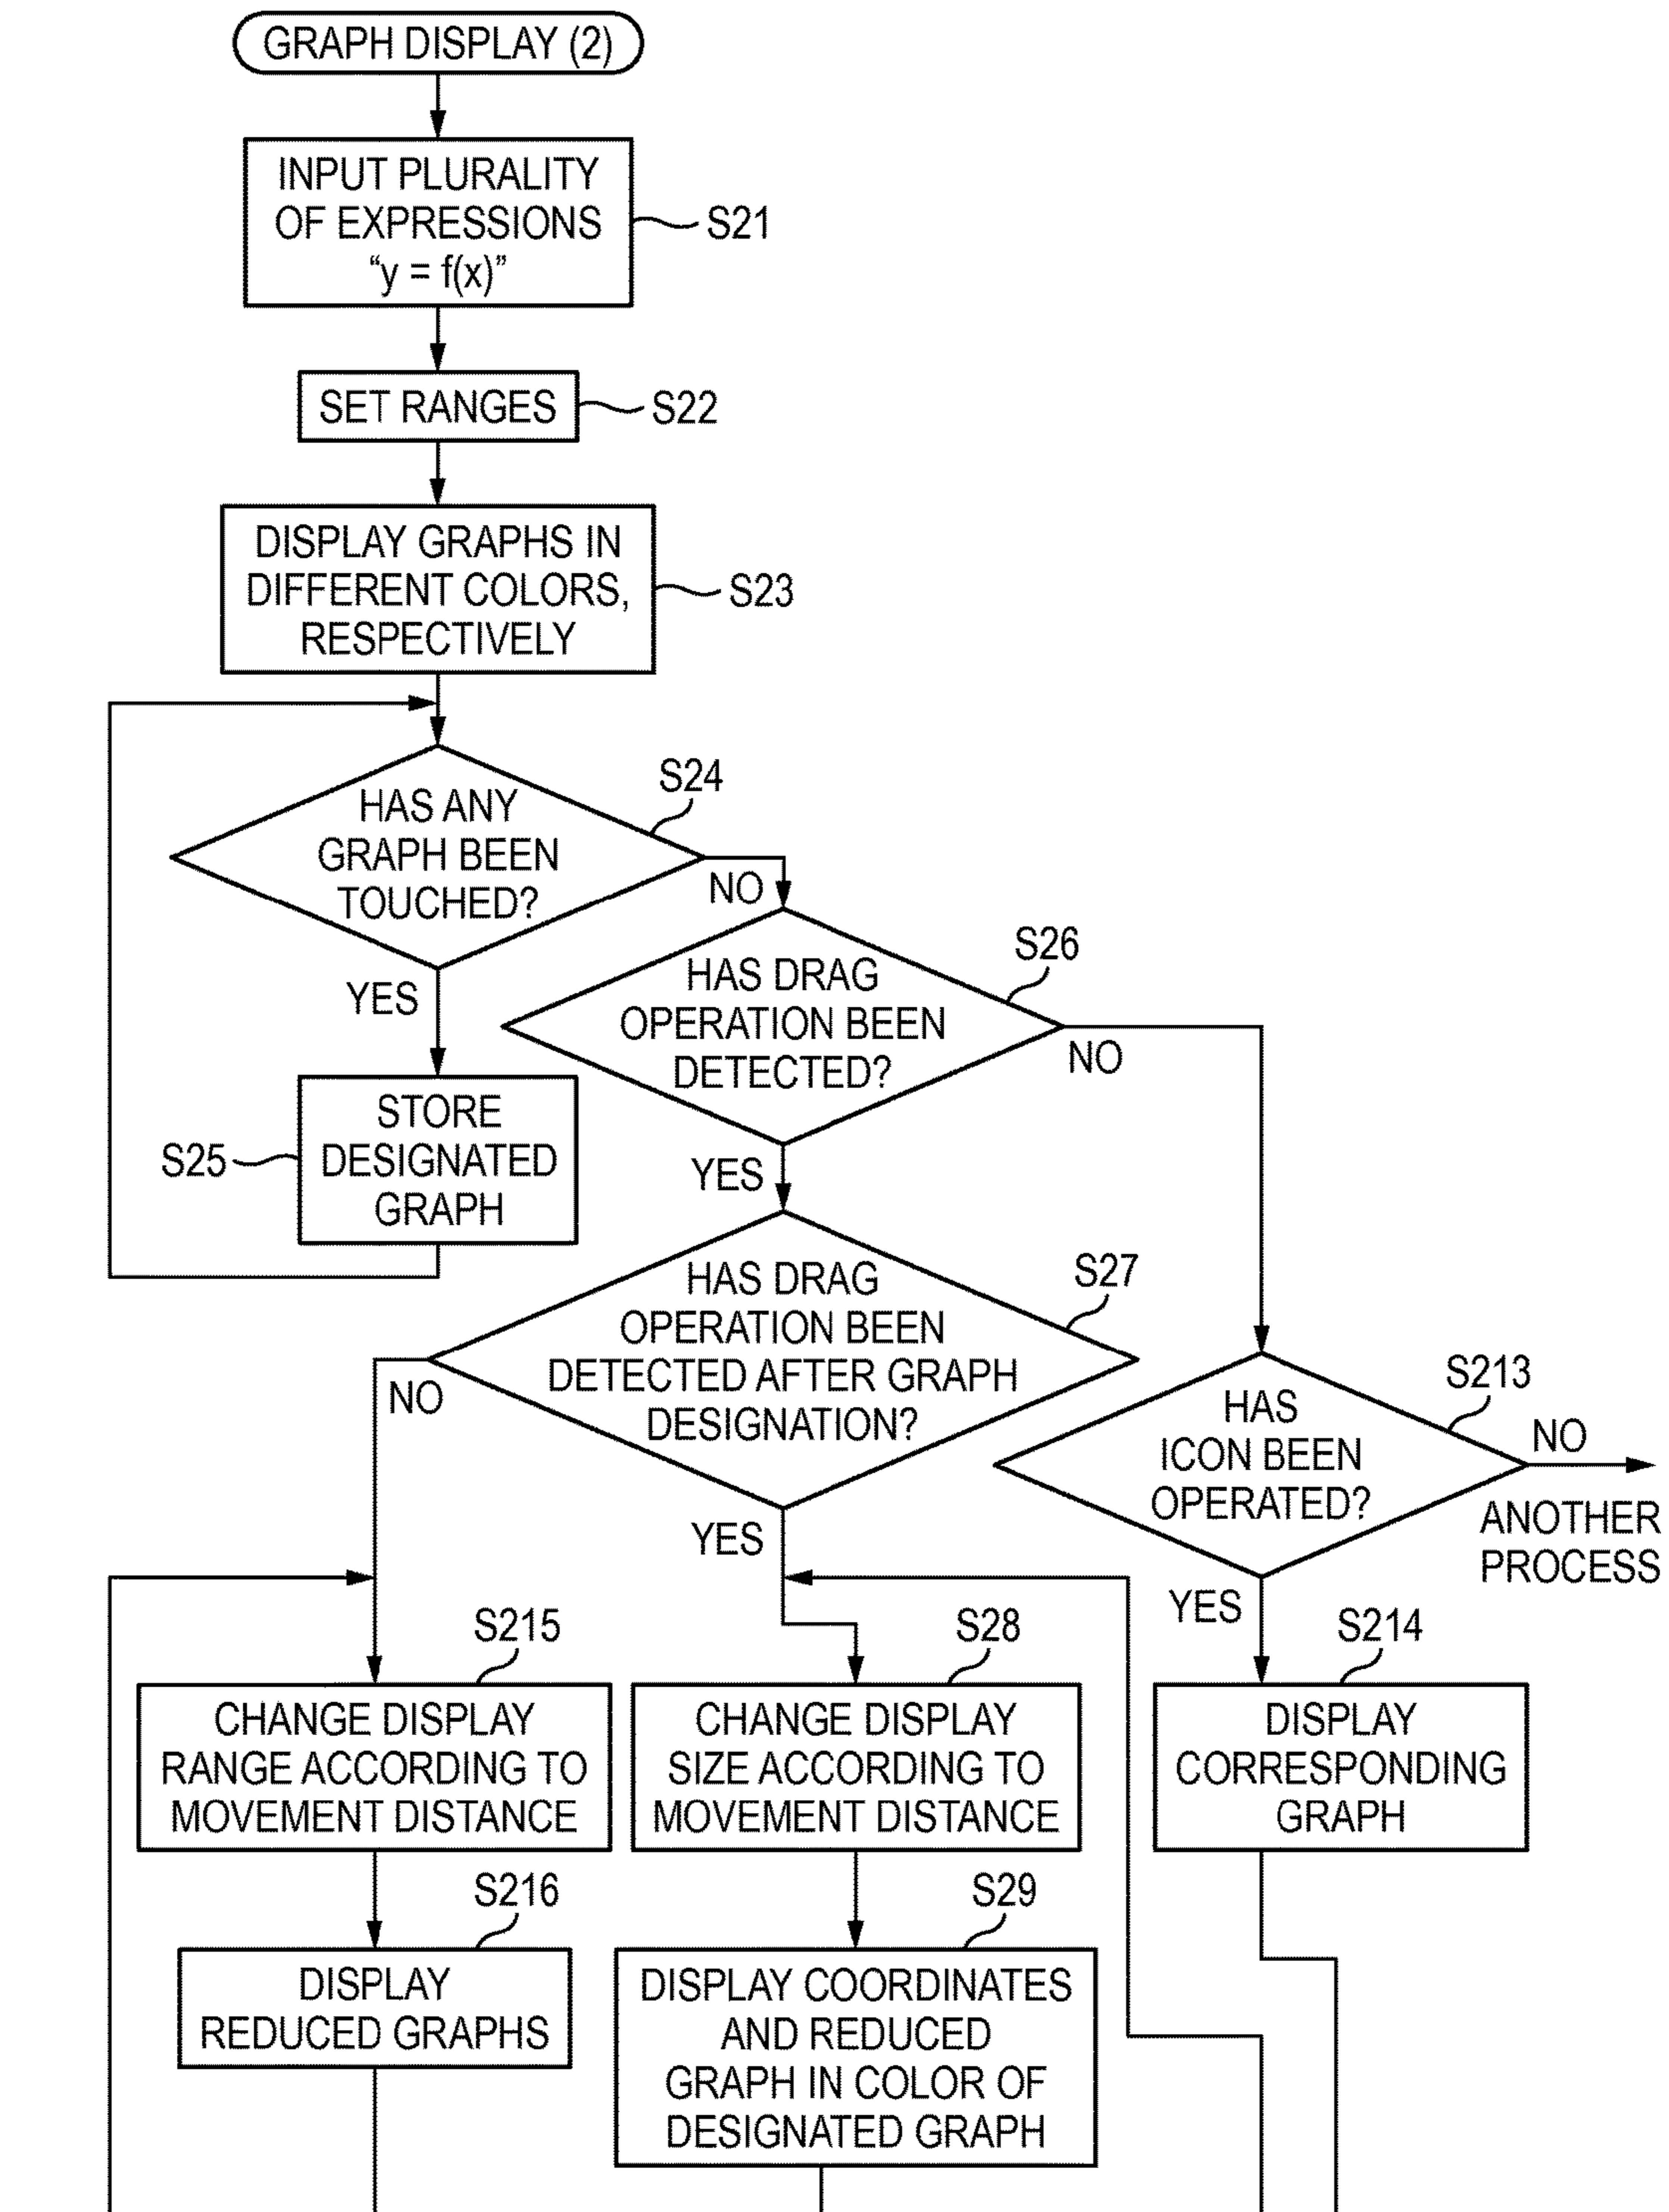 GRAPH DISPLAY (2)
INPUT PLURALITY
OF EXPRESSIONS
“y = f(x)”
S21
SET RANGES
S22
DISPLAY GRAPHS IN
DIFFERENT COLORS,
RESPECTIVELY
S23
HAS ANY
GRAPH BEEN
TOUCHED?
S24
NO
YES
HAS DRAG
OPERATION BEEN
DETECTED?
S26
NO
YES
STORE
DESIGNATED
GRAPH
S25
HAS DRAG
OPERATION BEEN
DETECTED AFTER GRAPH
DESIGNATION?
S27
NO
YES
HAS
ICON BEEN
OPERATED?
S213
NO
ANOTHER
PROCESS
YES
S215
CHANGE DISPLAY
RANGE ACCORDING TO
MOVEMENT DISTANCE
S28
CHANGE DISPLAY
SIZE ACCORDING TO
MOVEMENT DISTANCE
S214
DISPLAY
CORRESPONDING
GRAPH
S216
DISPLAY
REDUCED GRAPHS
S29
DISPLAY COORDINATES
AND REDUCED
GRAPH IN COLOR OF
DESIGNATED GRAPH